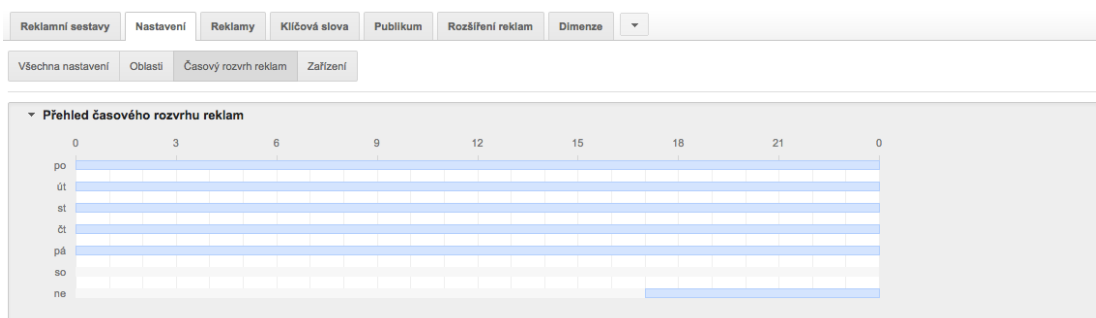 Reklamní sestavy Nastavení Reklamy Klíčová slova Publikum Rozšíření reklam Dimenze
Všechna nastavení Oblasti Časový rozvrh reklam Zařízení
Přehled časového rozvrhu reklam
0 3 6 9 12 15 18 21 0
po
út
st
čt
pá
so
ne